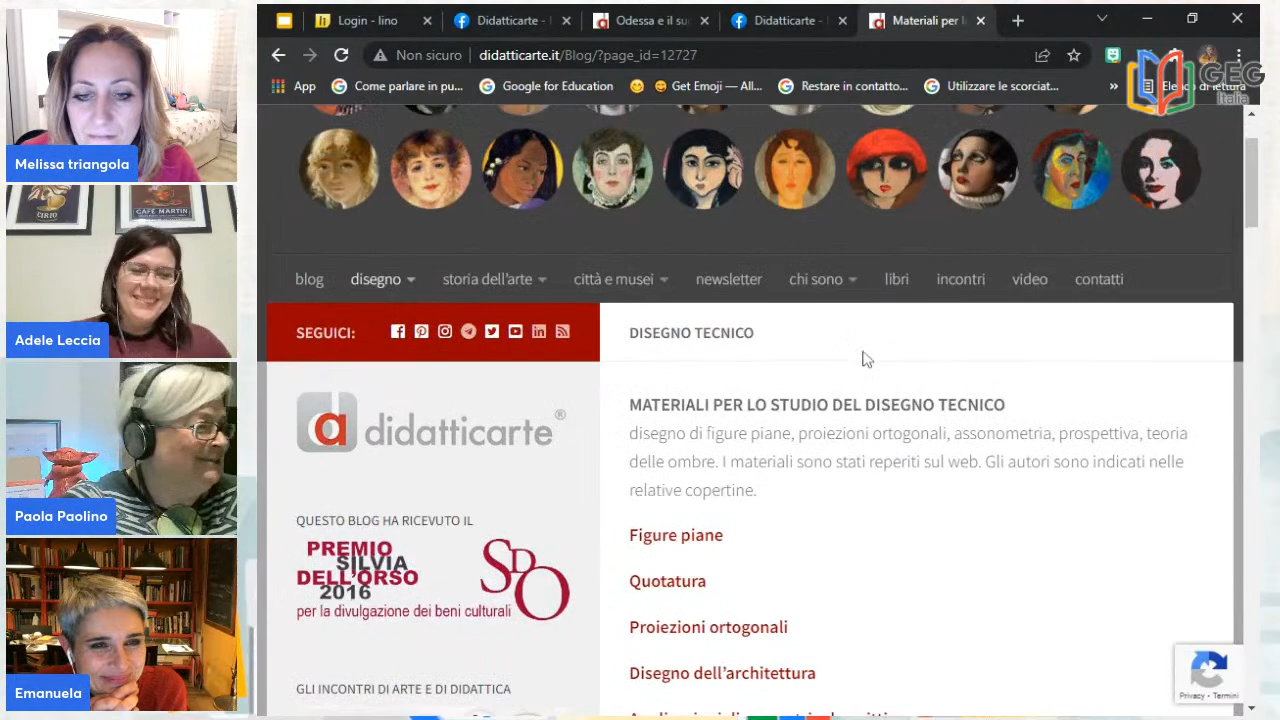 Login - lino
Didatticarte -
Odessa e il su
Didatticarte -
Materiali per l
Non sicuro
didatticarte.it/Blog/?page_id=12727
App
Come parlare in pu...
Google for Education
Get Emoji — All...
Restare in contatto...
Utilizzare le scorciat...
»
Elenco di lettura
GEG
Italia
CIRIO
CAFÉ MARTIN
Melissa triangola
Adele Leccia
Paola Paolino
Emanuela
blog
disegno
storia dell'arte
città e musei
newsletter
chi sono
libri
incontri
video
contatti
SEGUICI:
a didatticarte®
QUESTO BLOG HA RICEVUTO IL
PREMIO
SILVIA
DELL'ORSO
2016
SDO
per la divulgazione dei beni culturali
GLI INCONTRI DI ARTE E DI DIDATTICA
DISEGNO TECNICO
MATERIALI PER LO STUDIO DEL DISEGNO TECNICO
disegno di figure piane, proiezioni ortogonali, assonometria, prospettiva, teoria
delle ombre. I materiali sono stati reperiti sul web. Gli autori sono indicati nelle
relative copertine.
Figure piane
Quotatura
Proiezioni ortogonali
Disegno dell'architettura
Privacy - Termini